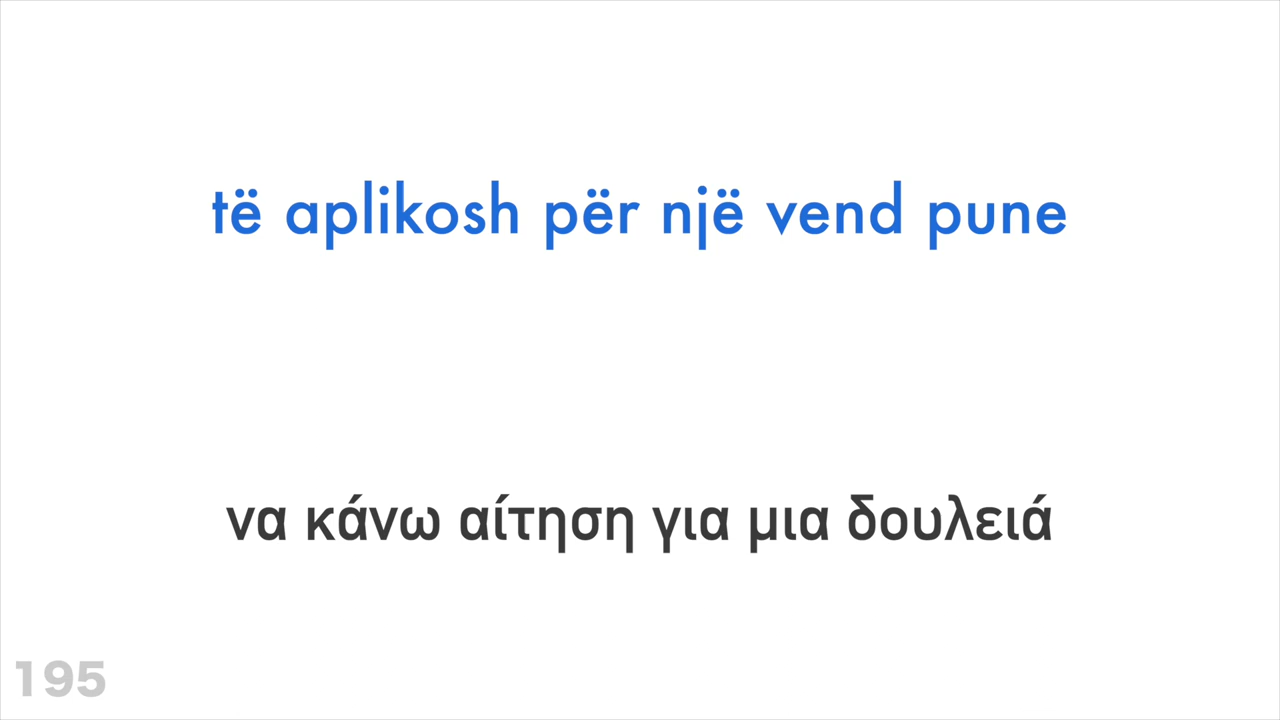 të aplikosh për një vend pune
να κάνω αίτηση για μια δουλειά
195